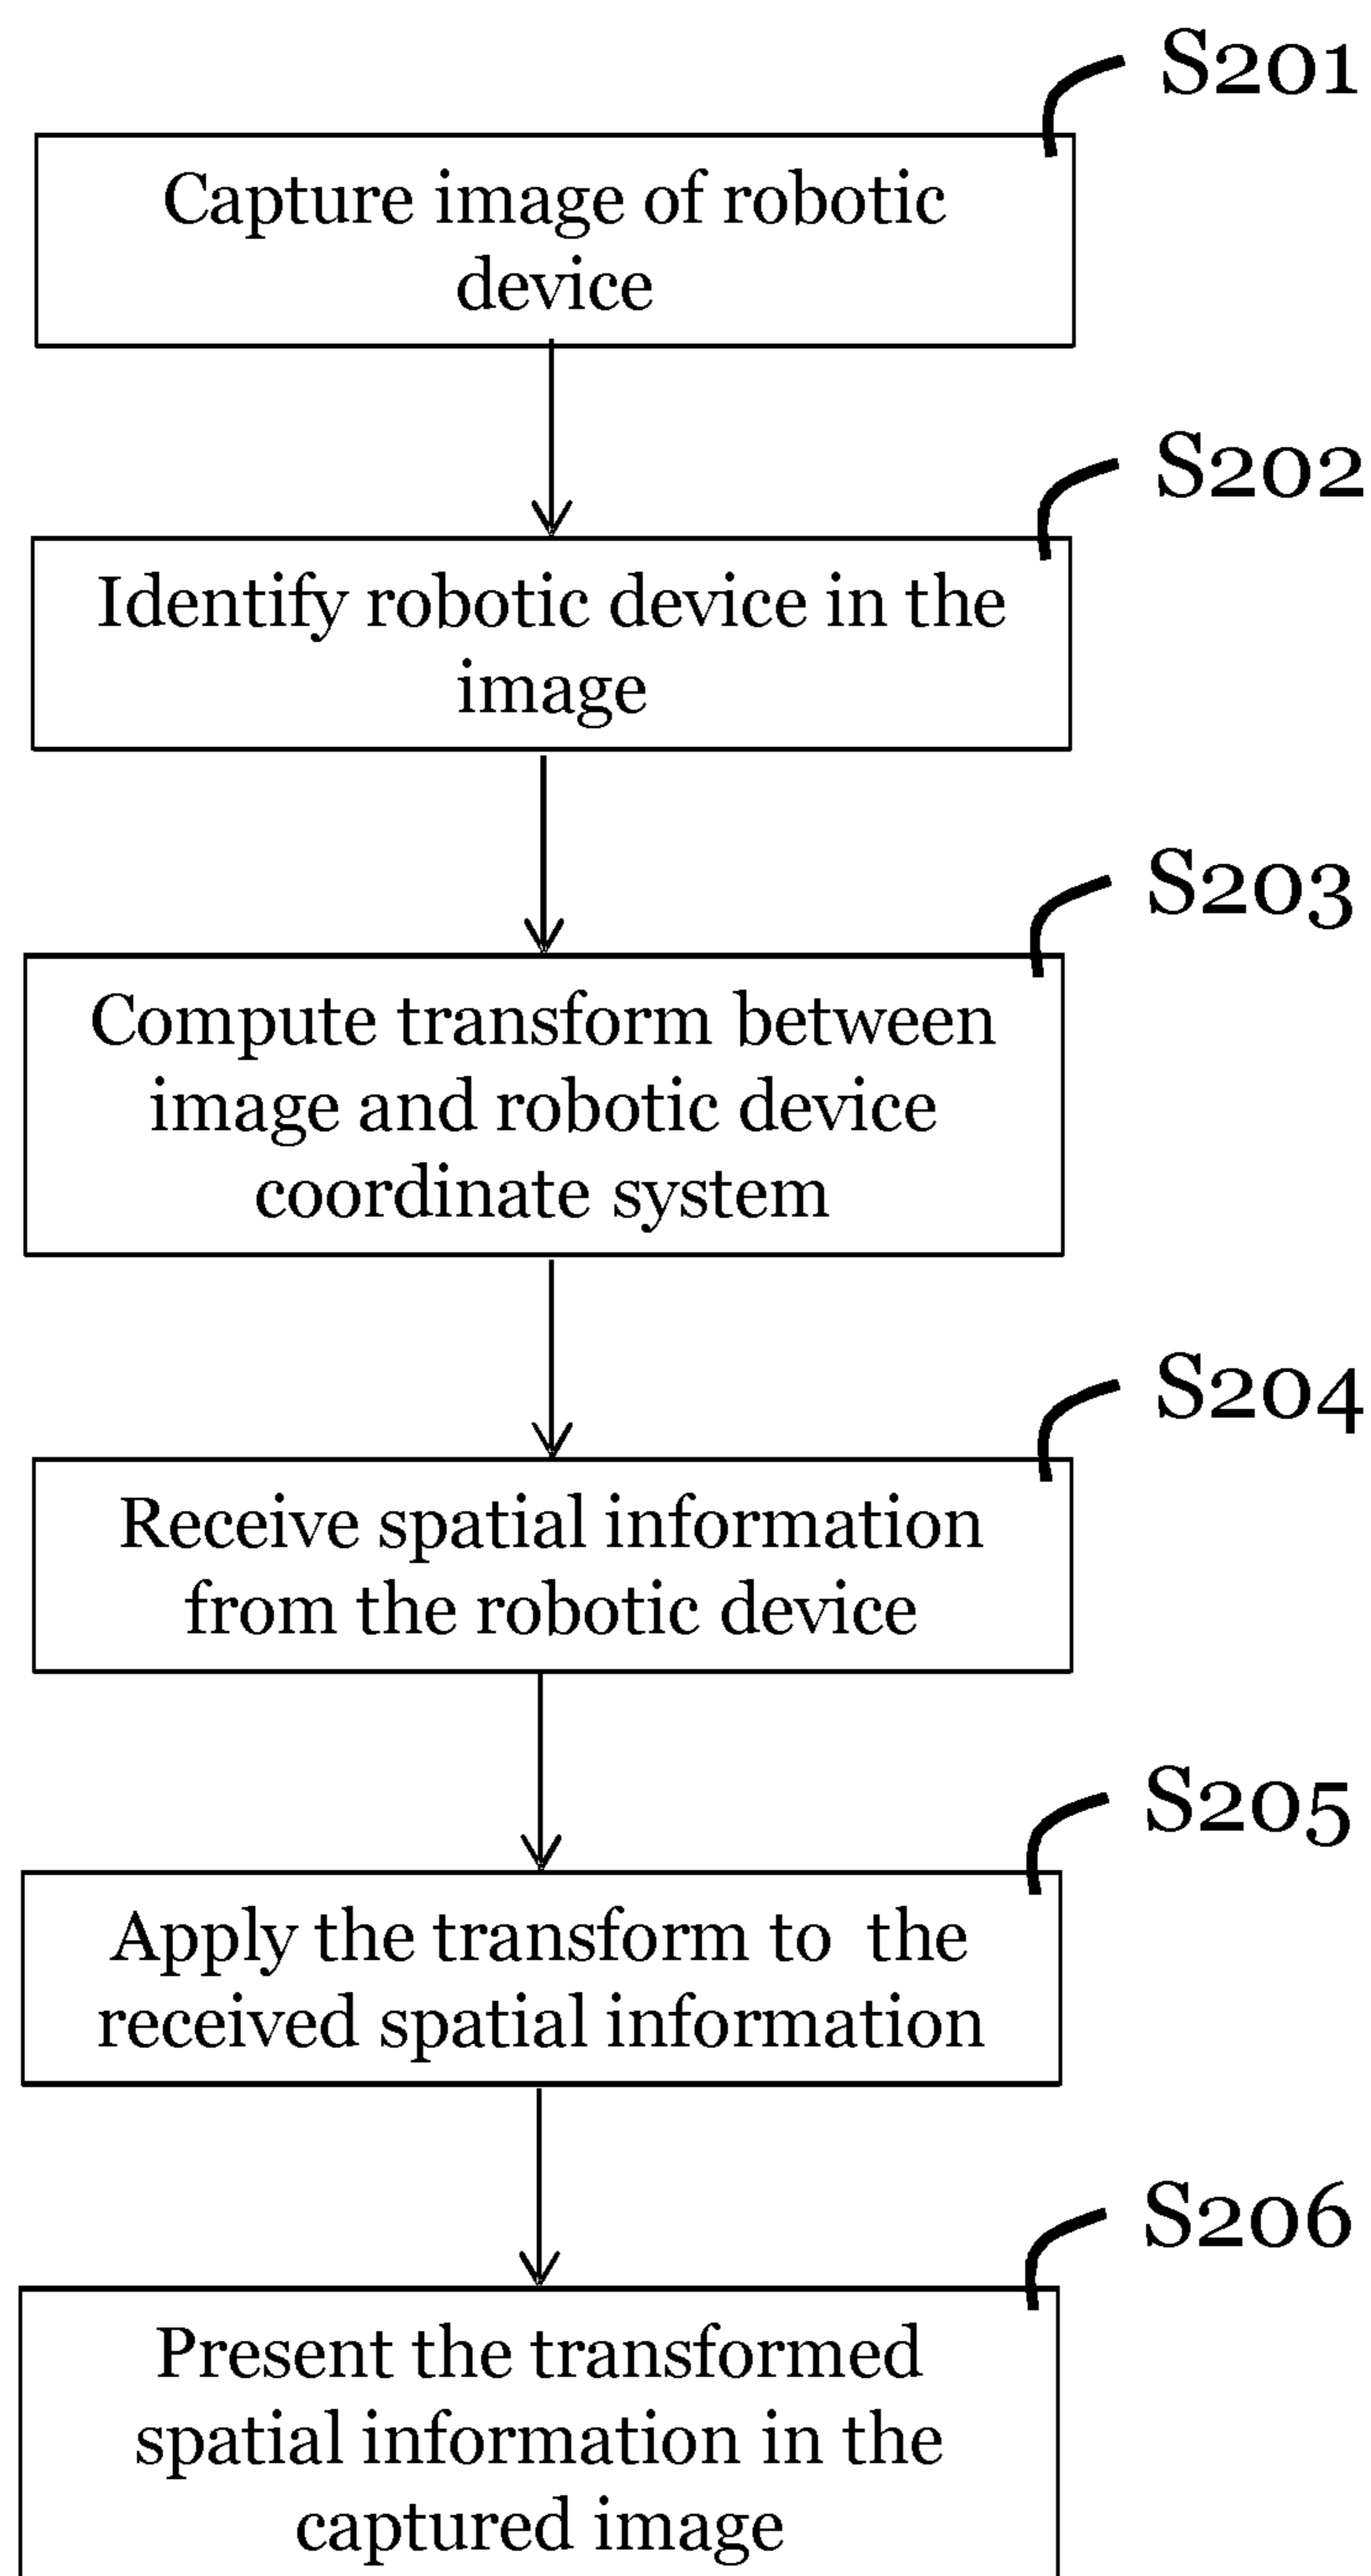 S201
Capture image of robotic
device
S202
Identify robotic device in the
image
S203
Compute transform between
image and robotic device
coordinate system
S204
Receive spatial information
from the robotic device
S205
Apply the transform to  the
received spatial information
S206
Present the transformed
spatial information in the
captured image